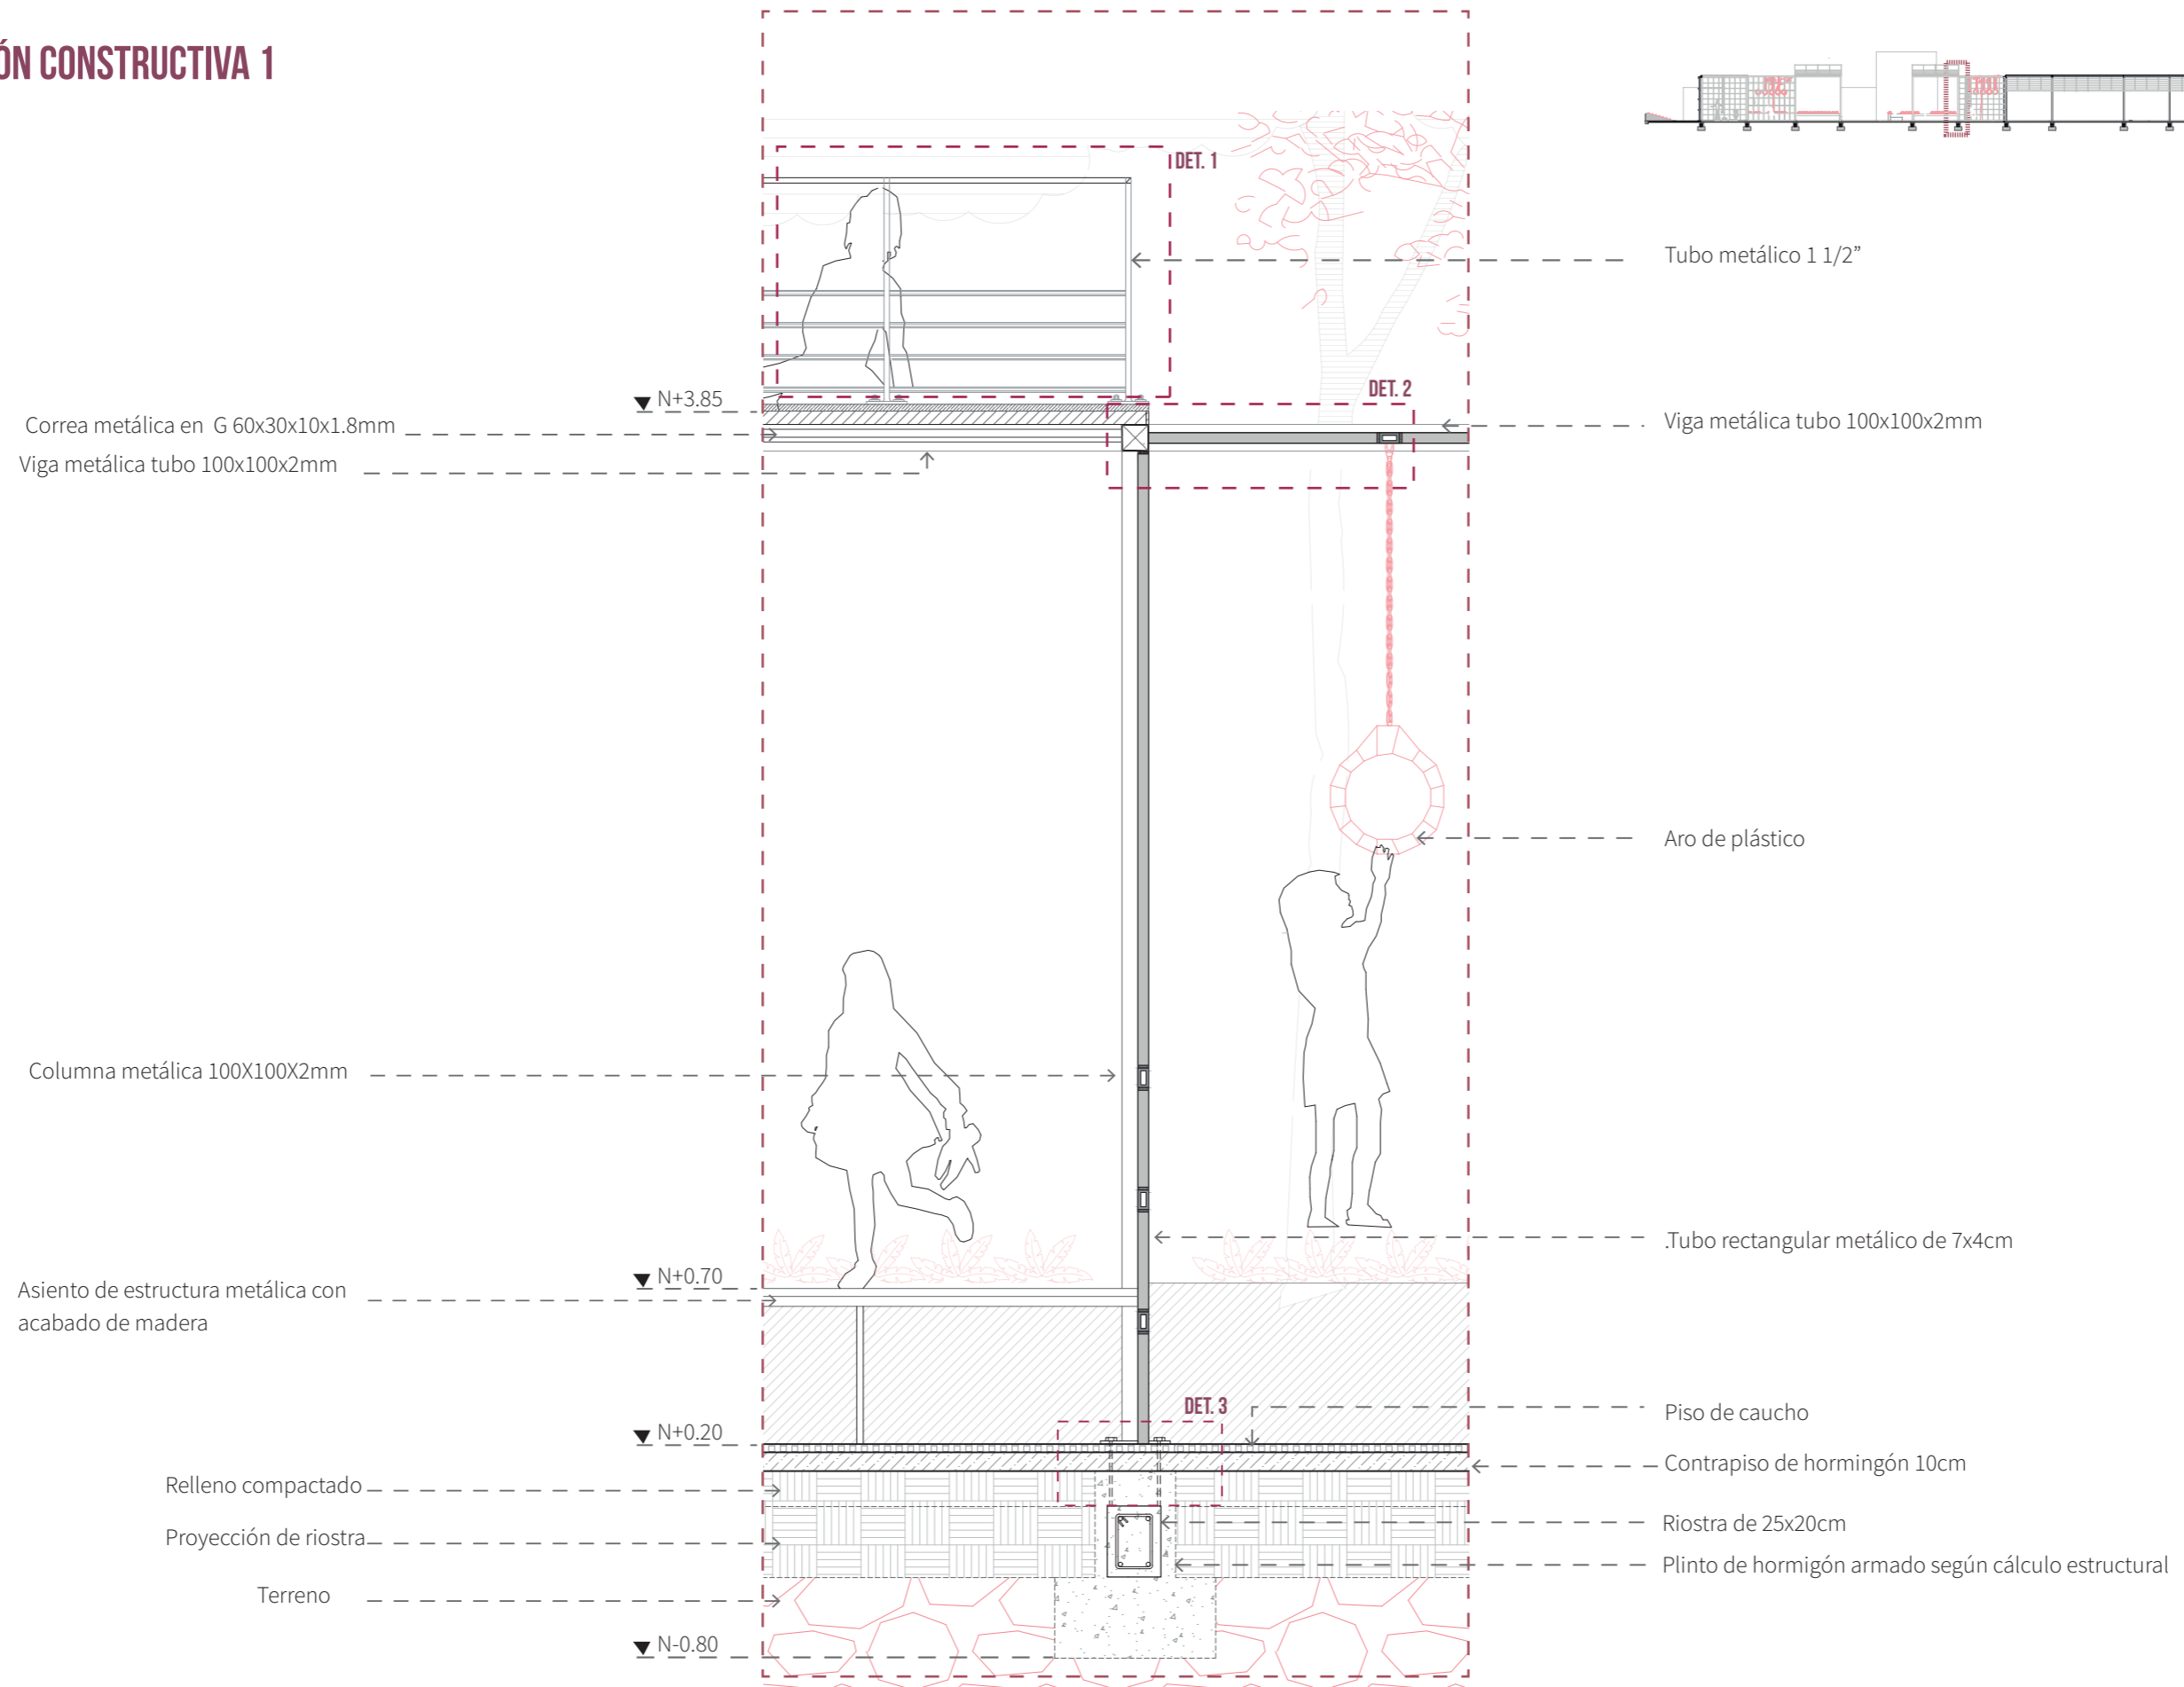 ÓN CONSTRUCTIVA 1
DET. 1
Tubo metálico 1 1/2”
N+3.85
DET. 2
Correa metálica en G 60x30x10x1.8mm
Viga metálica tubo 100x100x2mm
Viga metálica tubo 100x100x2mm
Aro de plástico
Columna metálica 100X100X2mm
.Tubo rectangular metálico de 7x4cm
N+0.70
Asiento de estructura metálica con
acabado de madera
DET. 3
Piso de caucho
N+0.20
Contrapiso de hormingón 10cm
Relleno compactado
Riostra de 25x20cm
Proyección de riostra
Plinto de hormigón armado según cálculo estructural
Terreno
N-0.80